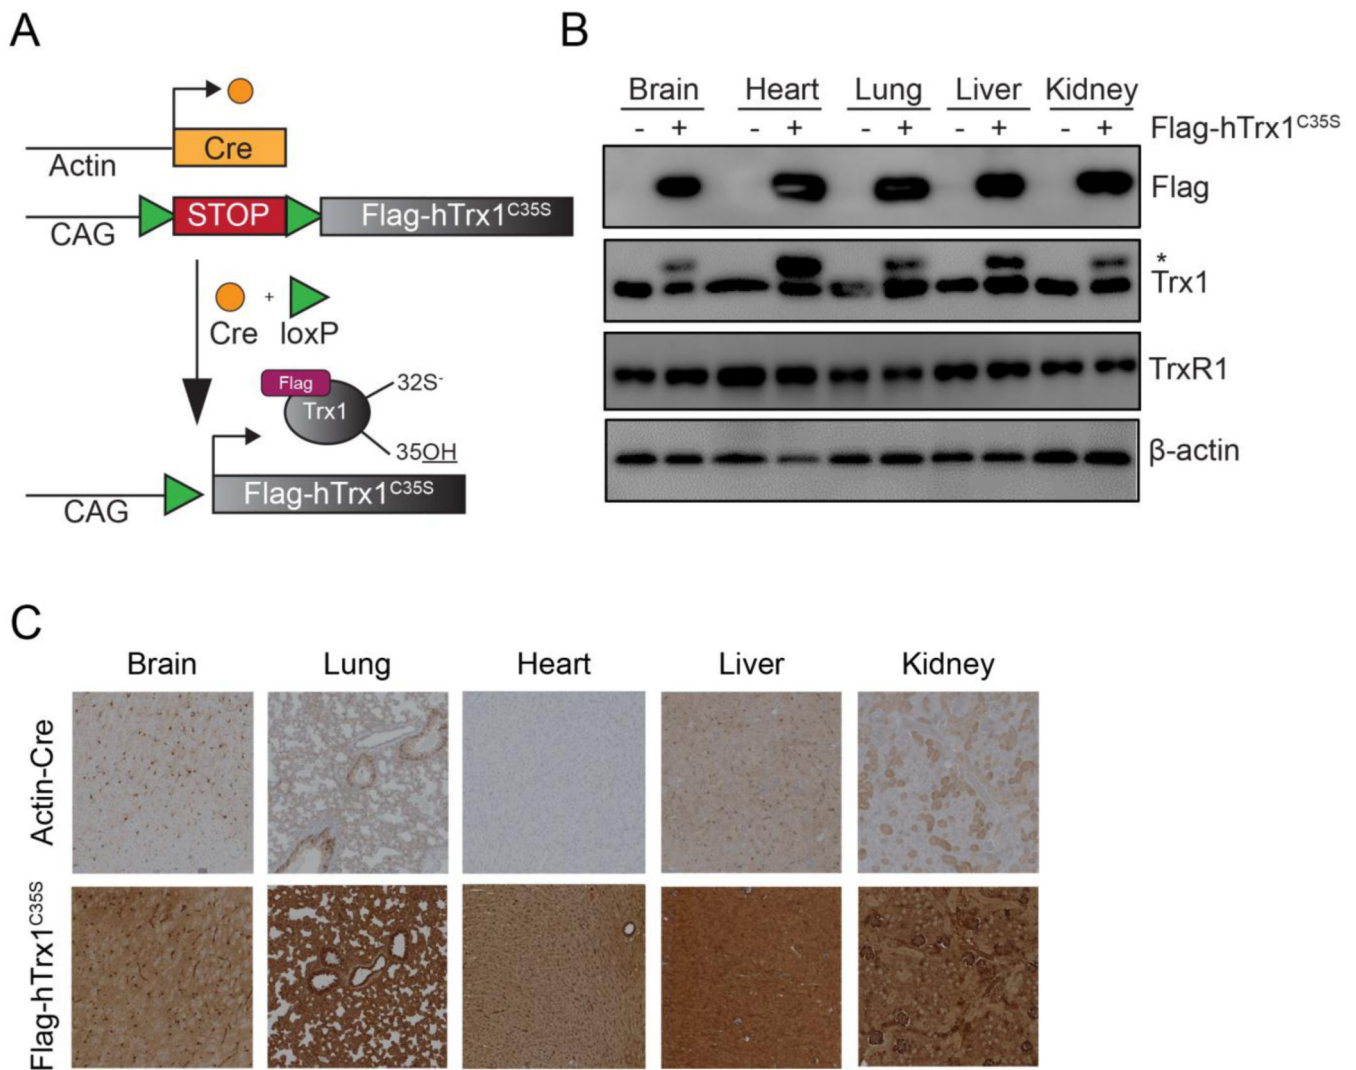 A
Cre
Actin
STOP
Flag-hTrx1C35S
CAG
+
Cre loxP
Flag
Trx1
32S-
35OH
Flag-hTrx1C35S
CAG
B
Brain Heart Lung Liver Kidney
- + - + - + - + - + Flag-hTrx1C35S
Flag
*
Trx1
TrxR1
β-actin
C
Brain Lung Heart Liver Kidney
Actin-Cre
Flag-hTrx1C35S